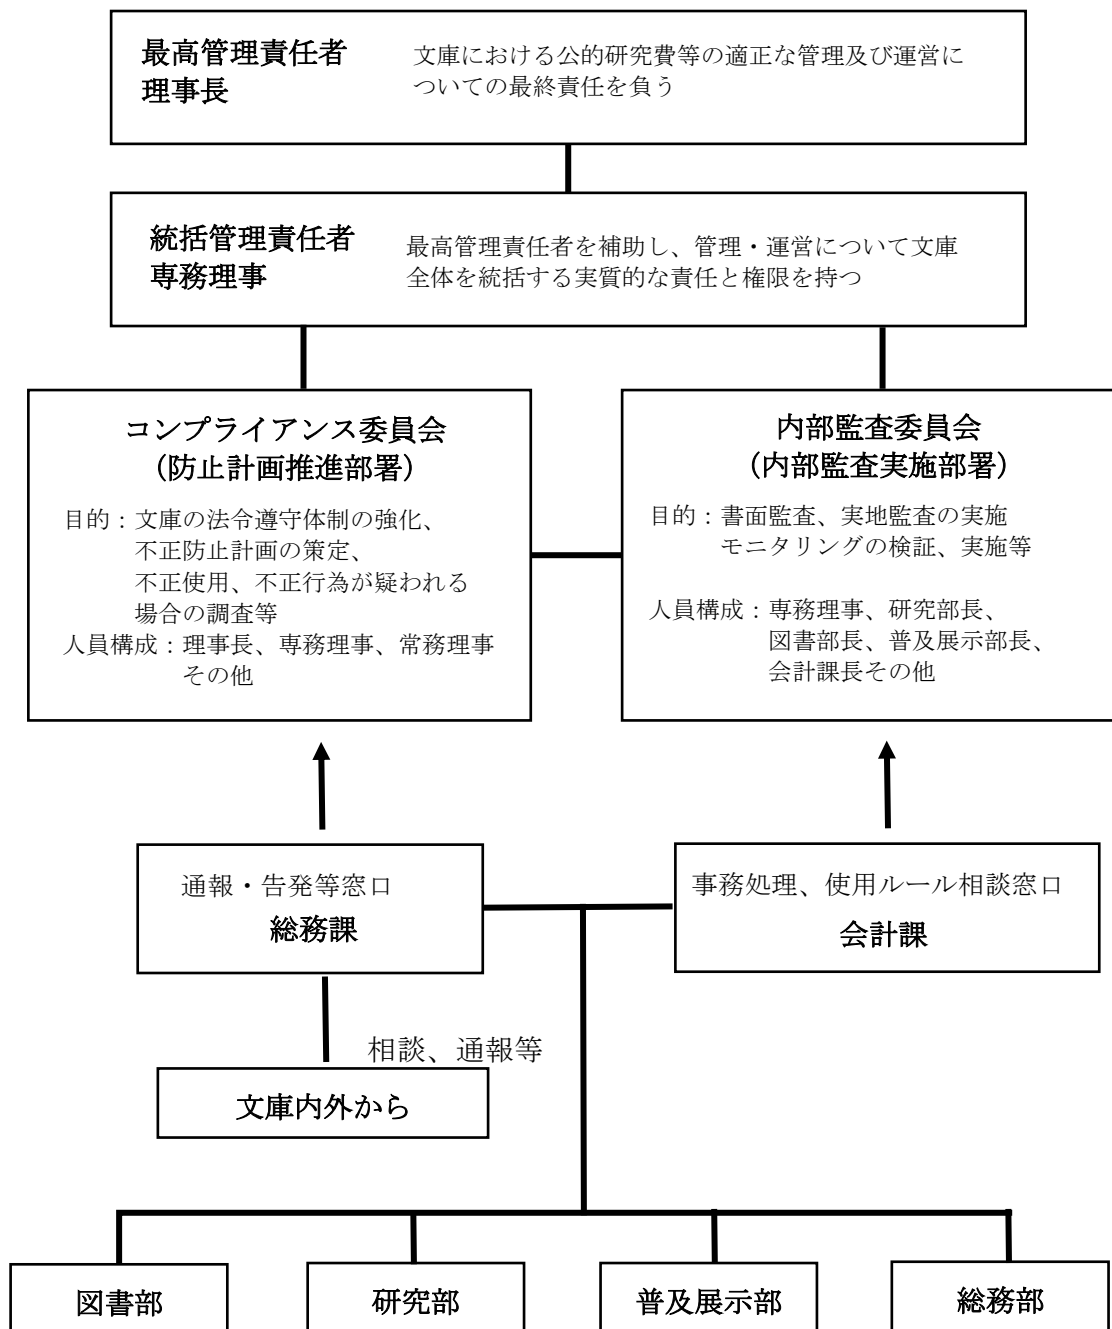 最高管理責任者
理事長
文庫における公的研究費等の適正な管理及び運営に
ついての最終責任を負う
統括管理責任者
専務理事
最高管理責任者を補助し、管理・運営について文庫
全体を統括する実質的な責任と権限を持つ
コンプライアンス委員会
（防止計画推進部署）
目的：文庫の法令遵守体制の強化、
不正防止計画の策定、
不正使用、不正行為が疑われる
場合の調査等
人員構成：理事長、専務理事、常務理事
その他
内部監査委員会
（内部監査実施部署）
目的：書面監査、実地監査の実施
モニタリングの検証、実施等
人員構成：専務理事、研究部長、
図書部長、普及展示部長、
会計課長その他
通報・告発等窓口
総務課
事務処理、使用ルール相談窓口
会計課
相談、通報等
文庫内外から
図書部
研究部
普及展示部
総務部